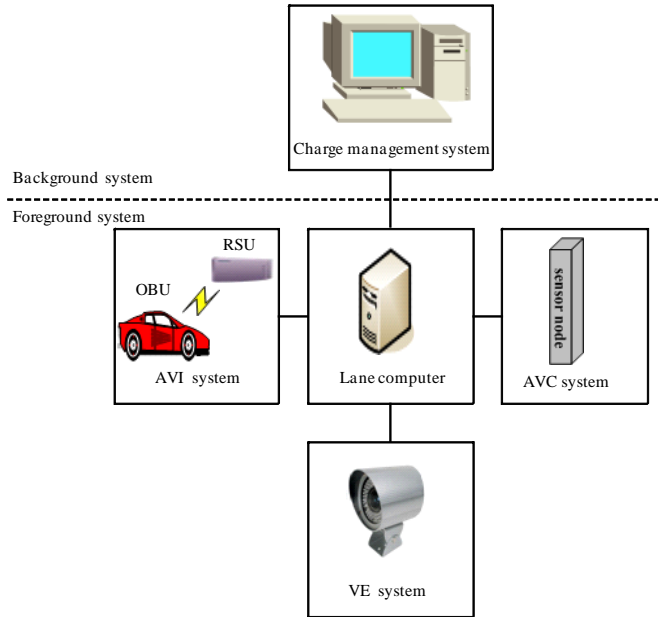 Charge management system
Background system
Foreground system
RSU
OBU
AVI system
Lane computer
sensor node
AVC system
VE system